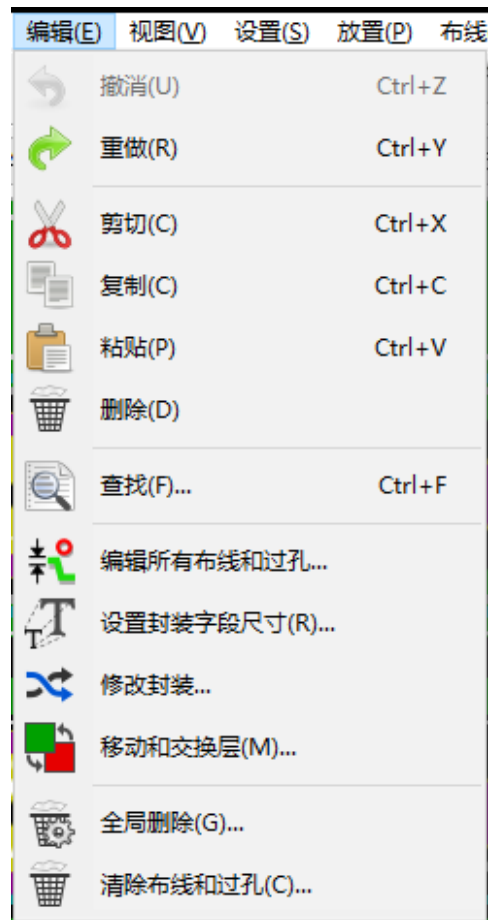 编辑(E) 视图(V) 设置(S) 放置(P) 布线
撤消(U) Ctrl+Z
重做(R) Ctrl+Y
剪切(C) Ctrl+X
复制(C) Ctrl+C
粘贴(P) Ctrl+V
删除(D)
查找(F)... Ctrl+F
编辑所有布线和过孔...
设置封装字段尺寸(R)...
修改封装...
移动和交换层(M)...
全局删除(G)...
清除布线和过孔(C)...